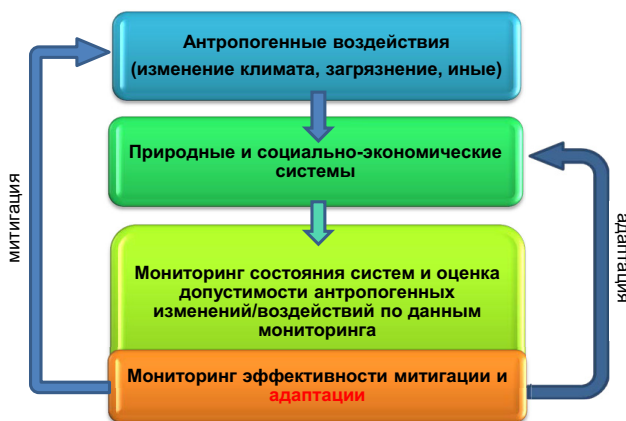 Антропогенные воздействия
(изменение климата, загрязнение, иные)
Природные и социально-экономические
системы
Мониторинг состояния систем и оценка
допустимости антропогенных
изменений/воздействий по данным
мониторинга
Мониторинг эффективности митигации и
адаптации
митигация
адаптация